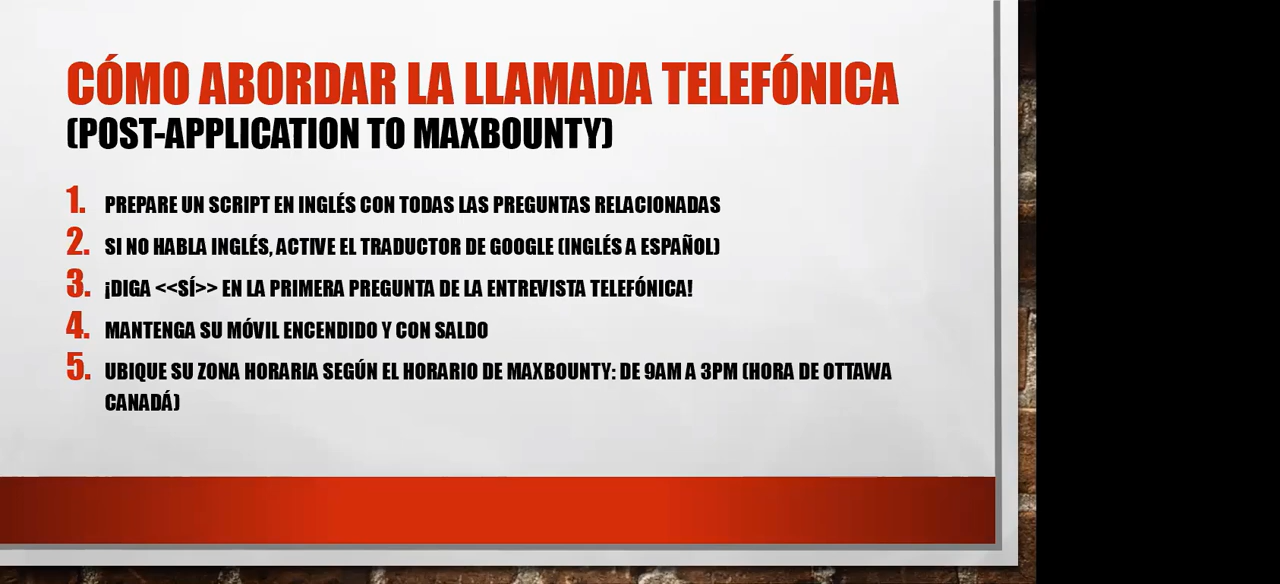 CÓMO ABORDAR LA LLAMADA TELEFÓNICA
(POST-APPLICATION TO MAXBOUNTY)
1. PREPARE UN SCRIPT EN INGLÉS CON TODAS LAS PREGUNTAS RELACIONADAS
2. SI NO HABLA INGLÉS, ACTIVE EL TRADUCTOR DE GOOGLE (INGLÉS A ESPAÑOL)
3. ¡DIGA <<SÍ>> EN LA PRIMERA PREGUNTA DE LA ENTREVISTA TELEFÓNICA!
4. MANTENGA SU MÓVIL ENCENDIDO Y CON SALDO
5. UBIQUE SU ZONA HORARIA SEGÚN EL HORARIO DE MAXBOUNTY: DE 9AM A 3PM (HORA DE OTTAWA
CANADÁ)